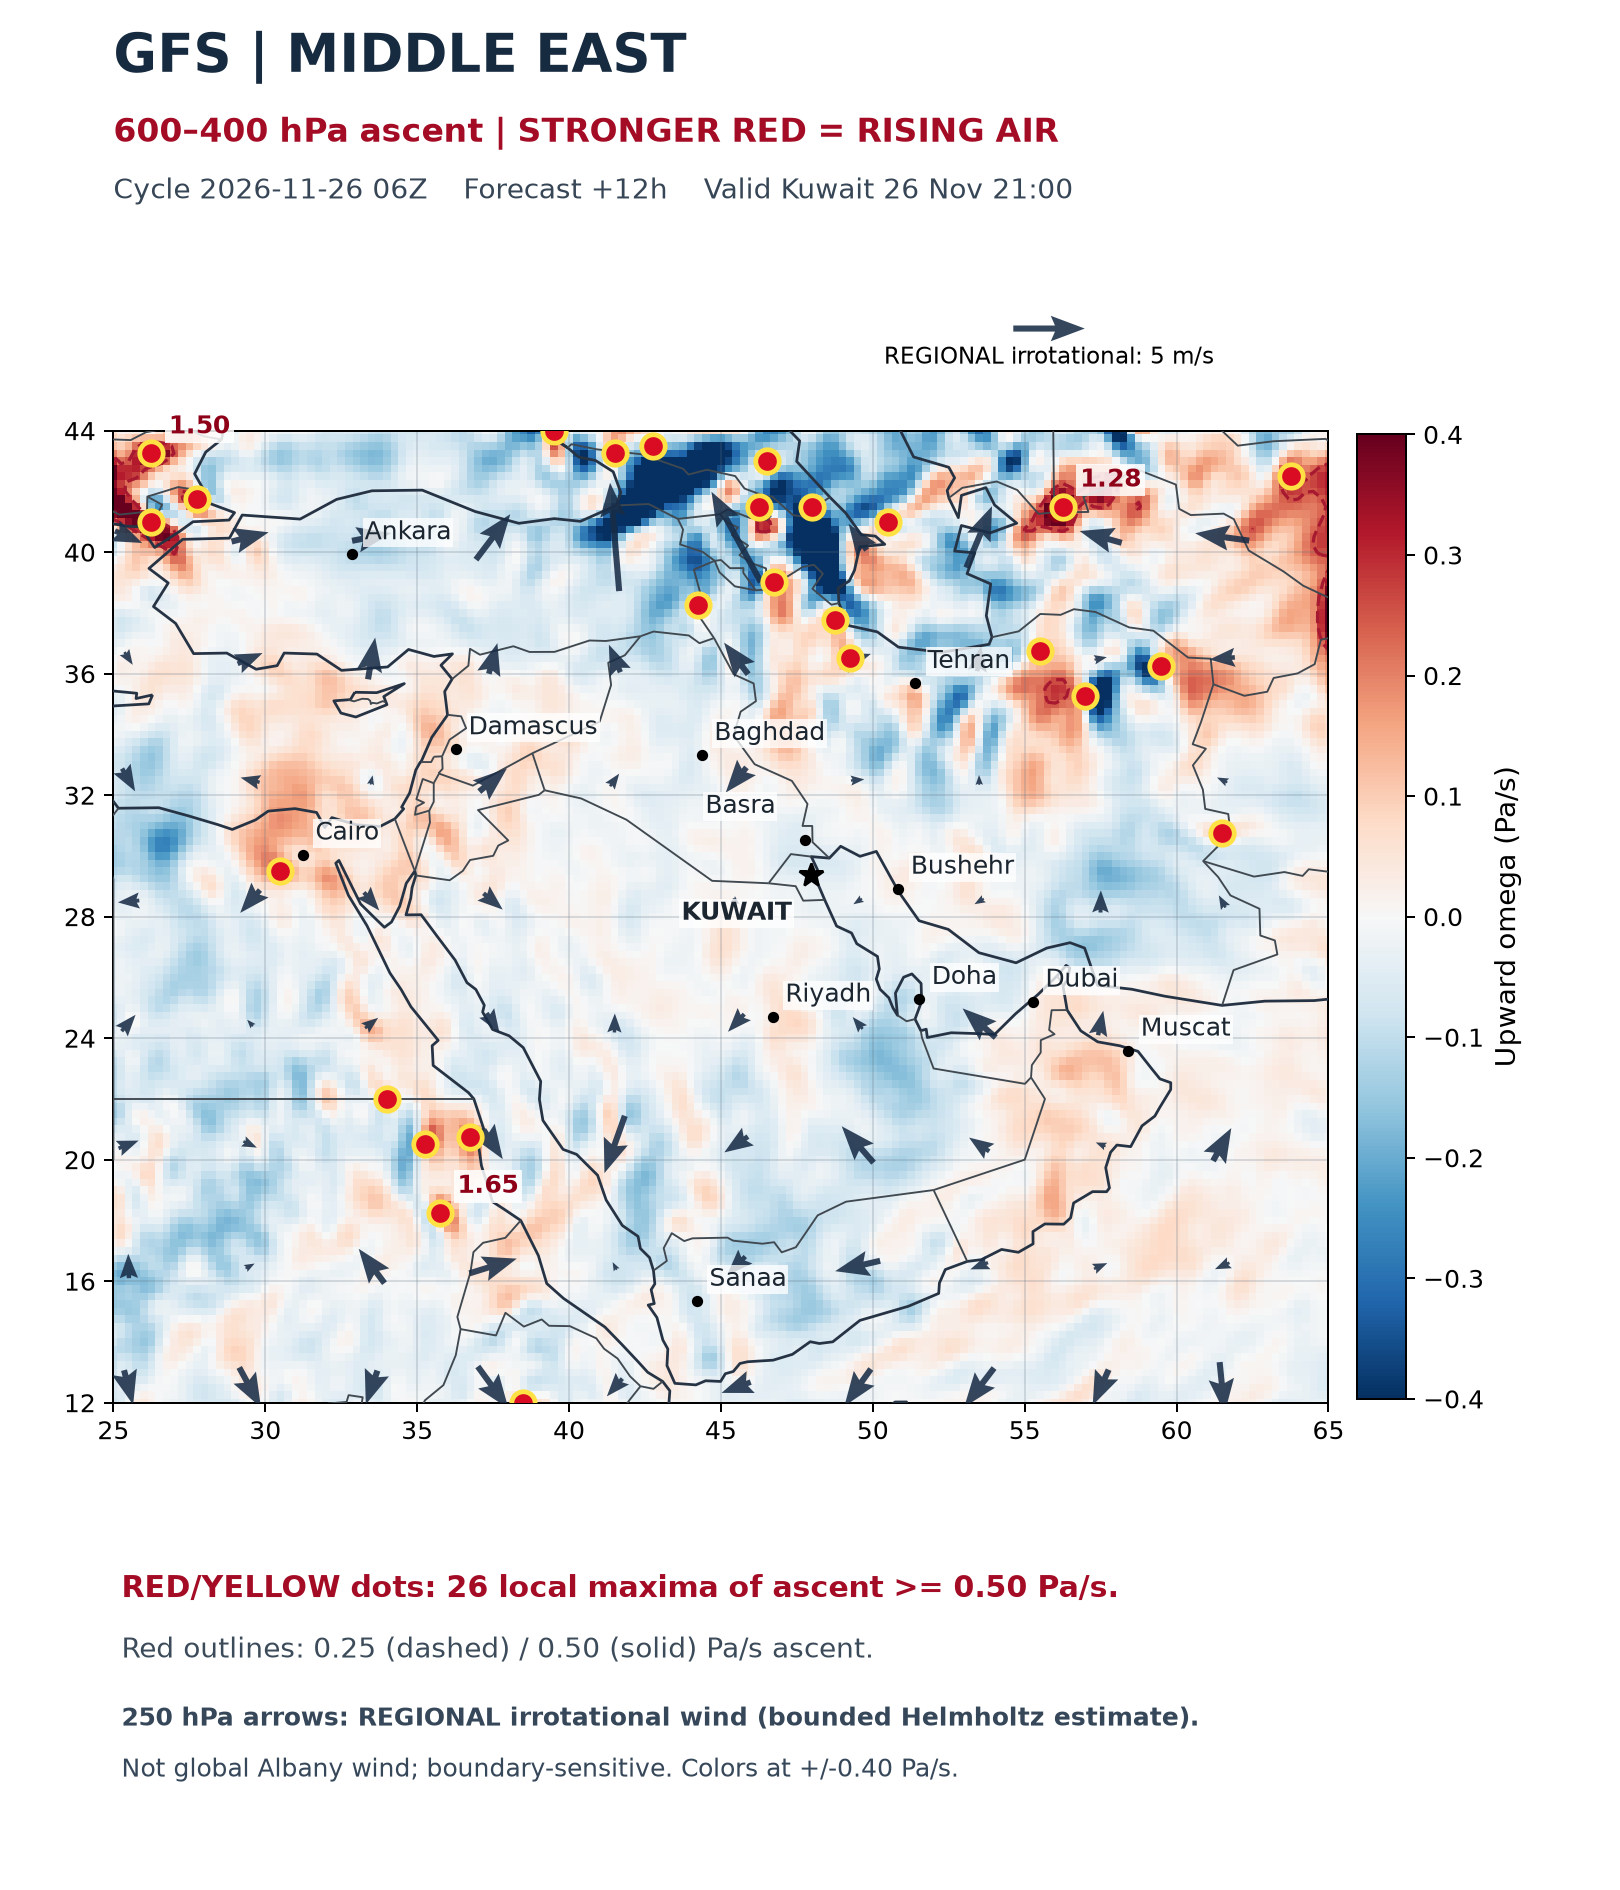 GFS | MIDDLE EAST
600–400 hPa ascent | STRONGER RED = RISING AIR
Cycle 2026-11-26 06Z    Forecast +12h    Valid Kuwait 26 Nov 21:00
REGIONAL irrotational: 5 m/s
44
40
36
32
28
24
20
16
12
25
30
35
40
45
50
55
60
65
1.50
1.28
Ankara
Tehran
Damascus
Baghdad
Basra
Cairo
Bushehr
KUWAIT
Doha
Dubai
Riyadh
Muscat
1.65
Sanaa
0.4
0.3
0.2
0.1
0.0
−0.1
−0.2
−0.3
−0.4
Upward omega (Pa/s)
RED/YELLOW dots: 26 local maxima of ascent >= 0.50 Pa/s.
Red outlines: 0.25 (dashed) / 0.50 (solid) Pa/s ascent.
250 hPa arrows: REGIONAL irrotational wind (bounded Helmholtz estimate).
Not global Albany wind; boundary-sensitive. Colors at +/-0.40 Pa/s.